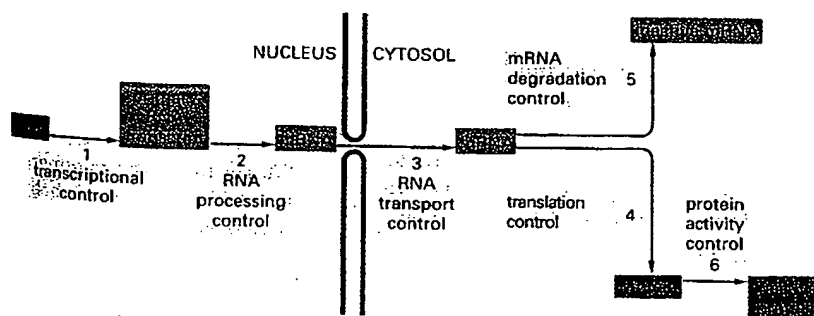 NUCLEUS
CYTOSOL
1
transcriptional
control
2
RNA
processing
control
3
RNA
transport
control
mRNA
degradation
control
5
translation
control
4
protein
activity
control
6